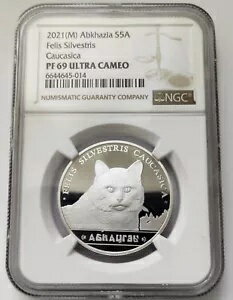 2021(M) Abkhazia S5A
Felis Silvestris
Caucasica
PF 69 ULTRA CAMEO
6644645-014
NUMISMATIC GUARANTY COMPANY
NGC
FELIS SILVESTRIS CAUCASICA